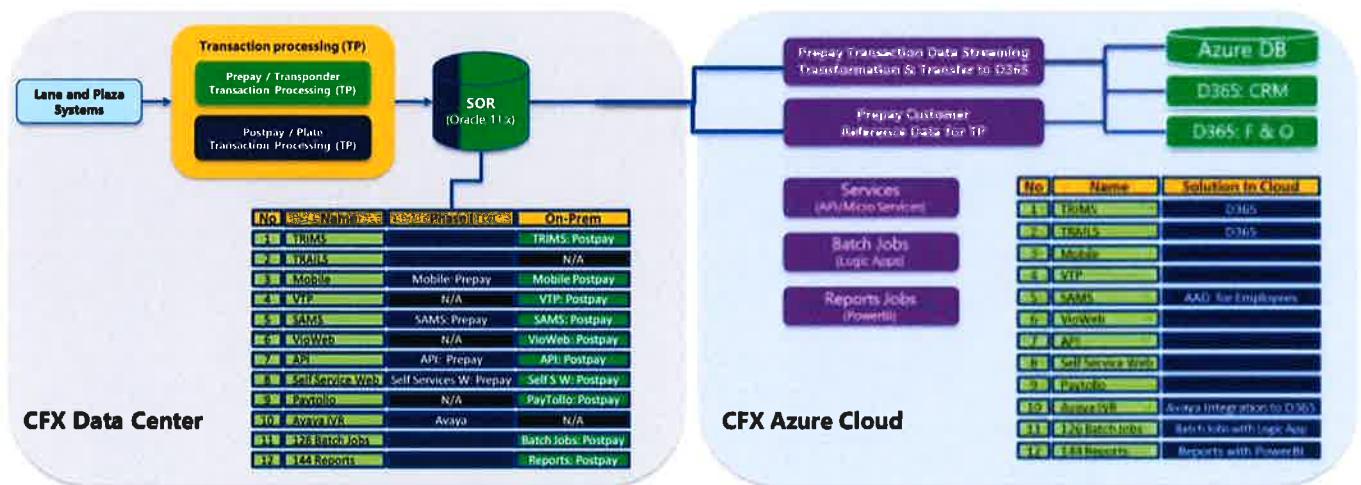 Transaction processing (TP)
Prepay / Transponder
Transaction Processing (TP)
Postpay / Plate
Transaction Processing (TP)
Lane and Plaza
Systems
SOR
(Oracle 11x)
No Name Phase I On-Prem
1 TRIMS TRIMS: Postpay
2 TRAILS N/A
3 Mobile Mobile: Prepay Mobile Postpay
4 VTP N/A VTP: Postpay
5 SAMS SAMS: Prepay SAMS: Postpay
6 VioWeb N/A VioWeb: Postpay
7 API API: Prepay API: Postpay
8 Self Service Web Self Services W: Prepay Self S W: Postpay
9 Paytollo N/A PayTollo: Postpay
10 Avaya IVR Avaya N/A
11 126 Batch Jobs Batch Jobs: Postpay
12 144 Reports Reports: Postpay
CFX Data Center
Prepay Transaction Data Streaming
Transformation & Transfer to D365
Prepay Customer
Reference Data for TP
Azure DB
D365: CRM
D365: F & O
Services
(API/Micro Services)
Batch Jobs
(Logic Apps)
Reports Jobs
(PowerBI)
No Name Solution In Cloud
1 TRIMS D365
2 TRAILS D365
3 Mobile
4 VTP
5 SAMS AAD for Employees
6 VioWeb
7 API
8 Self Service Web
9 Paytollo
10 Avaya IVR Avaya Integration to D365
11 126 Batch Jobs Batch Jobs with Logic App
12 144 Reports Reports with PowerBI
CFX Azure Cloud